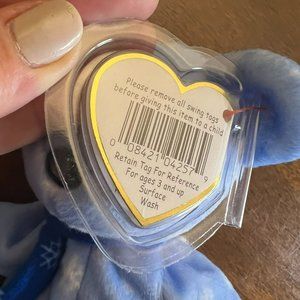 Please remove all swing tags
before giving this item to a child
0 08421 04257 9
Retain Tag For Reference
For ages 3 and up
Surface
Wash